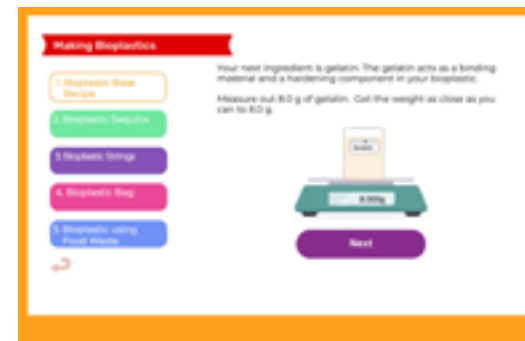 Making Bioplastics
1. Bioplastic Base
Recipe
2. Bioplastic Sequins
3. Bioplastic Strings
4. Bioplastic Bag
5. Bioplastic using
Food Waste
Your next ingredient is gelatin. The gelatin acts as a binding
material and a hardening component in your bioplastic.
Measure out 8.0 g of gelatin. Get the weight as close as you
can to 8.0 g.
Next